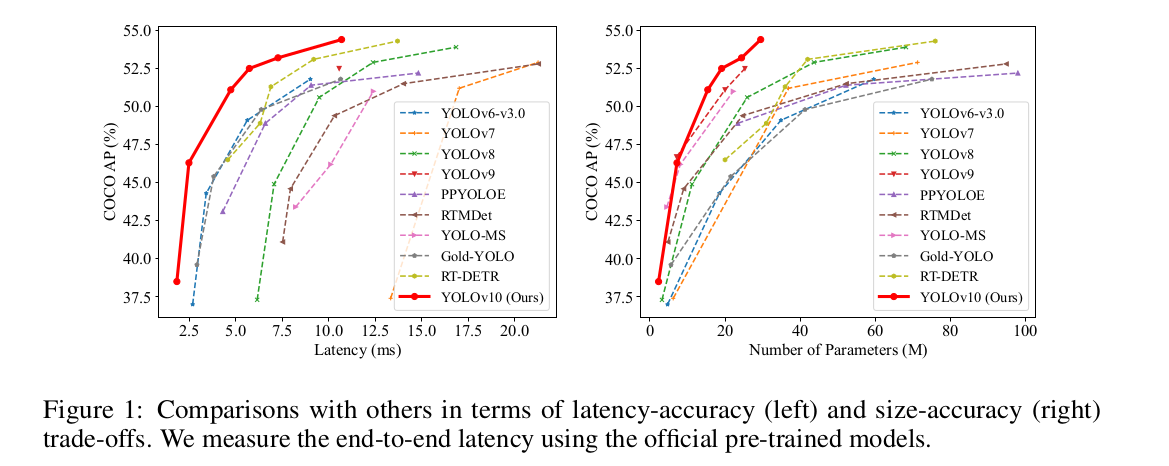 55.0
52.5
50.0
47.5
45.0
42.5
40.0
37.5
COCO AP (%)
2.5 5.0 7.5 10.0 12.5 15.0 17.5 20.0
Latency (ms)
YOLOv6-v3.0
YOLOv7
YOLOv8
YOLOv9
PPYOLOE
RTMDet
YOLO-MS
Gold-YOLO
RT-DETR
YOLOv10 (Ours)
55.0
52.5
50.0
47.5
45.0
42.5
40.0
37.5
COCO AP (%)
0 20 40 60 80 100
Number of Parameters (M)
YOLOv6-v3.0
YOLOv7
YOLOv8
YOLOv9
PPYOLOE
RTMDet
YOLO-MS
Gold-YOLO
RT-DETR
YOLOv10 (Ours)
Figure 1: Comparisons with others in terms of latency-accuracy (left) and size-accuracy (right)
trade-offs. We measure the end-to-end latency using the official pre-trained models.